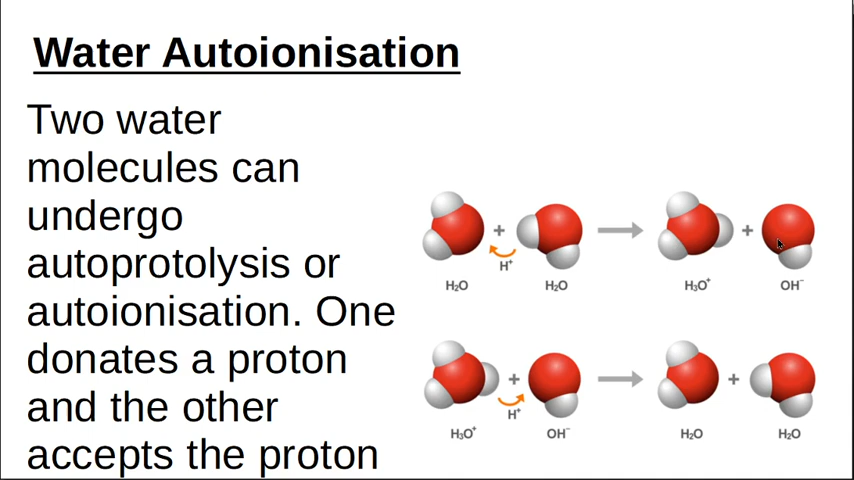 Water Autoionisation
Two water
molecules can
undergo
autoprotolysis or
autoionisation. One
donates a proton
and the other
accepts the proton
+ H⁺ +
H₂O H₂O H₃O⁺ OH⁻
+ H⁺ +
H₃O⁺ OH⁻ H₂O H₂O